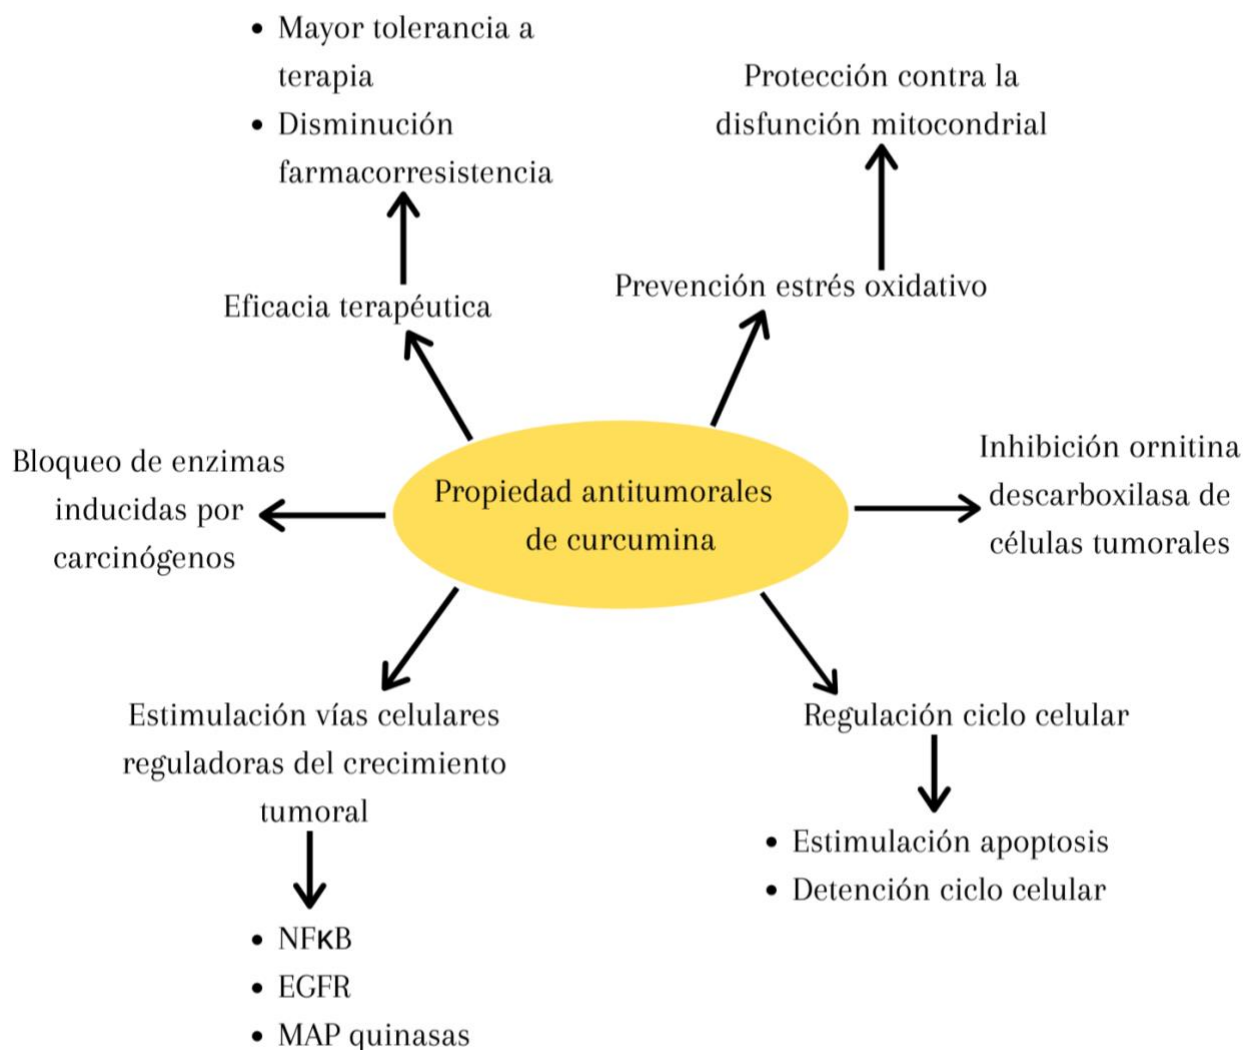 • Mayor tolerancia a
terapia
• Disminución
farmacorresistencia
Protección contra la
disfunción mitocondrial
Eficacia terapéutica
Prevención estrés oxidativo
Bloqueo de enzimas
inducidas por
carcinógenos
Propiedad antitumorales
de curcumina
Inhibición ornitina
descarboxilasa de
células tumorales
Estimulación vías celulares
reguladoras del crecimiento
tumoral
Regulación ciclo celular
• Estimulación apoptosis
• Detención ciclo celular
• NFκB
• EGFR
• MAP quinasas